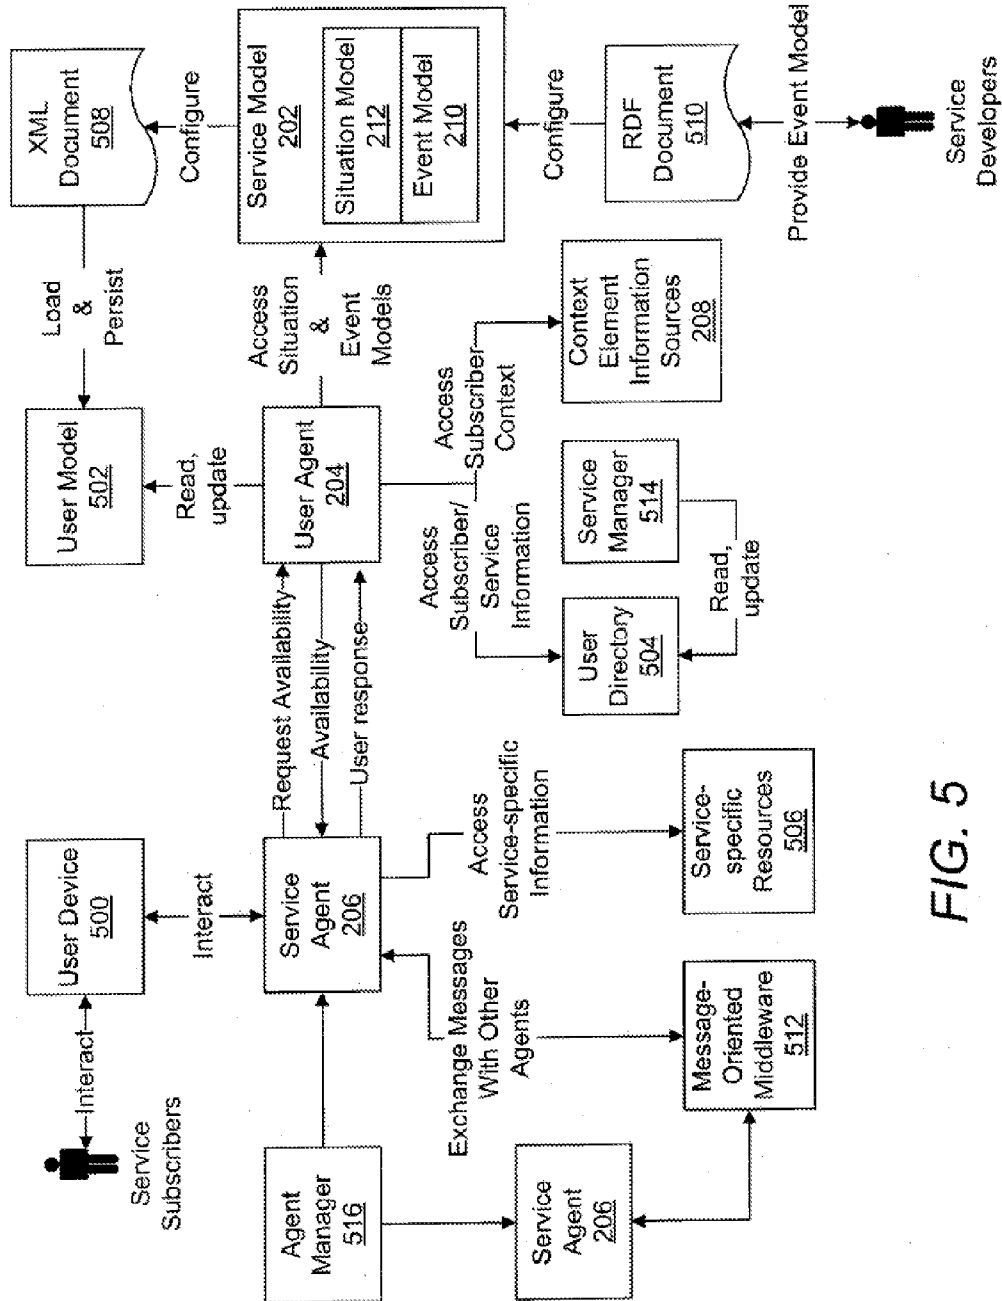 Service
Subscribers
Interact
User Device
500
Interact
User Model
502
Load
&
Persist
XML
Document
508
Read,
update
Configure
Agent
Manager
516
Service
Agent
206
Request Availability
Availability
User response
User Agent
204
Access
Situation
&
Event
Models
Service Model
202
Situation Model
212
Event Model
210
Exchange Messages
With Other
Agents
Access
Service-specific
Information
Access
Subscriber/
Service
Information
Access
Subscriber
Context
Configure
Service
Agent
206
Message-
Oriented
Middleware
512
Service-
specific
Resources
506
User
Directory
504
Service
Manager
514
Read,
update
Context
Element
Information
Sources
208
RDF
Document
510
Provide Event Model
Service
Developers
FIG. 5